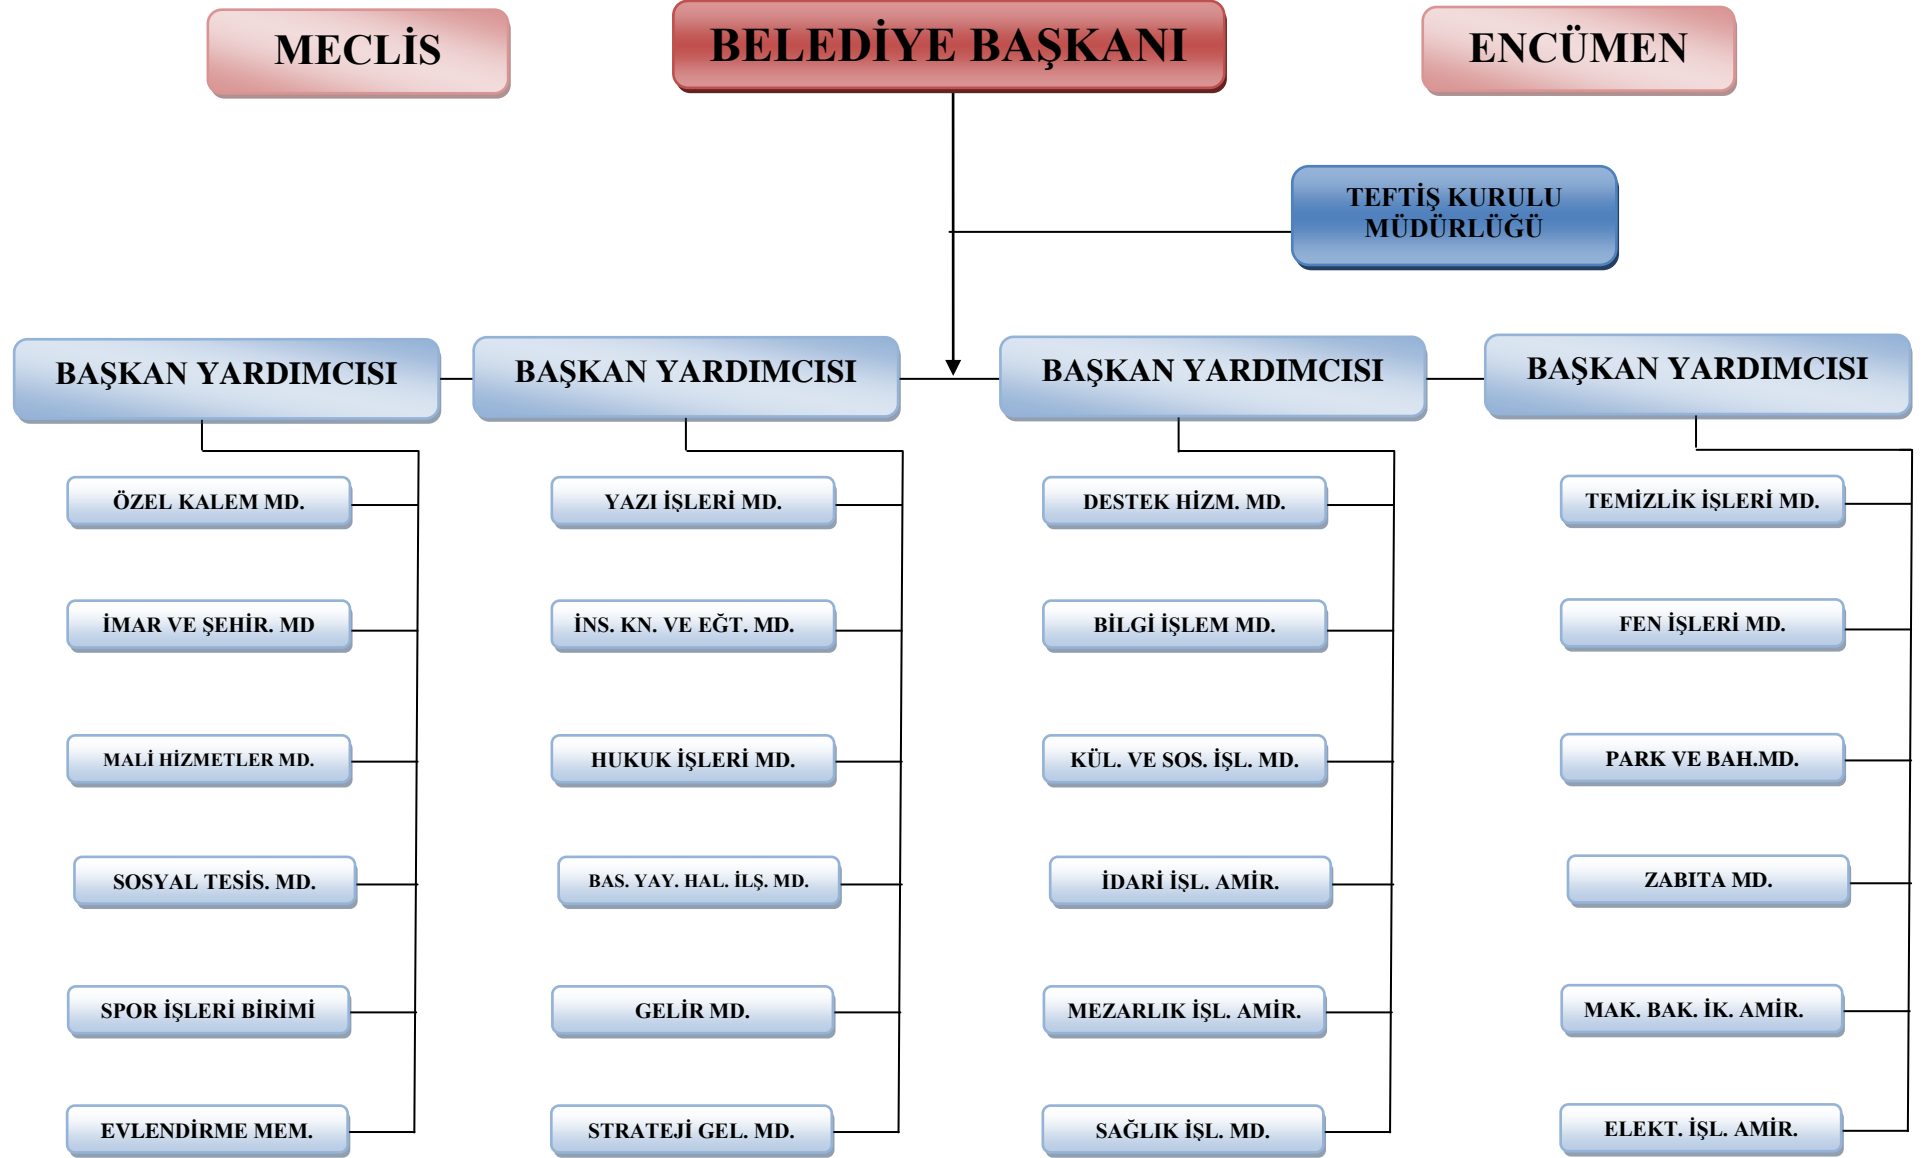 MECLİS
BELEDİYE BAŞKANI
ENCÜMEN
TEFTİŞ KURULU
MÜDÜRLÜĞÜ
BAŞKAN YARDIMCISI
BAŞKAN YARDIMCISI
BAŞKAN YARDIMCISI
BAŞKAN YARDIMCISI
ÖZEL KALEM MD.
YAZI İŞLERİ MD.
DESTEK HİZM. MD.
TEMİZLİK İŞLERİ MD.
İMAR VE ŞEHİR. MD
İNS. KN. VE EĞT. MD.
BİLGİ İŞLEM MD.
FEN İŞLERİ MD.
MALİ HİZMETLER MD.
HUKUK İŞLERİ MD.
KÜL. VE SOS. İŞL. MD.
PARK VE BAH.MD.
SOSYAL TESİS. MD.
BAS. YAY. HAL. İLŞ. MD.
İDARİ İŞL. AMİR.
ZABITA MD.
SPOR İŞLERİ BİRİMİ
GELİR MD.
MEZARLIK İŞL. AMİR.
MAK. BAK. İK. AMİR.
EVLENDİRME MEM.
STRATEJİ GEL. MD.
SAĞLIK İŞL. MD.
ELEKT. İŞL. AMİR.